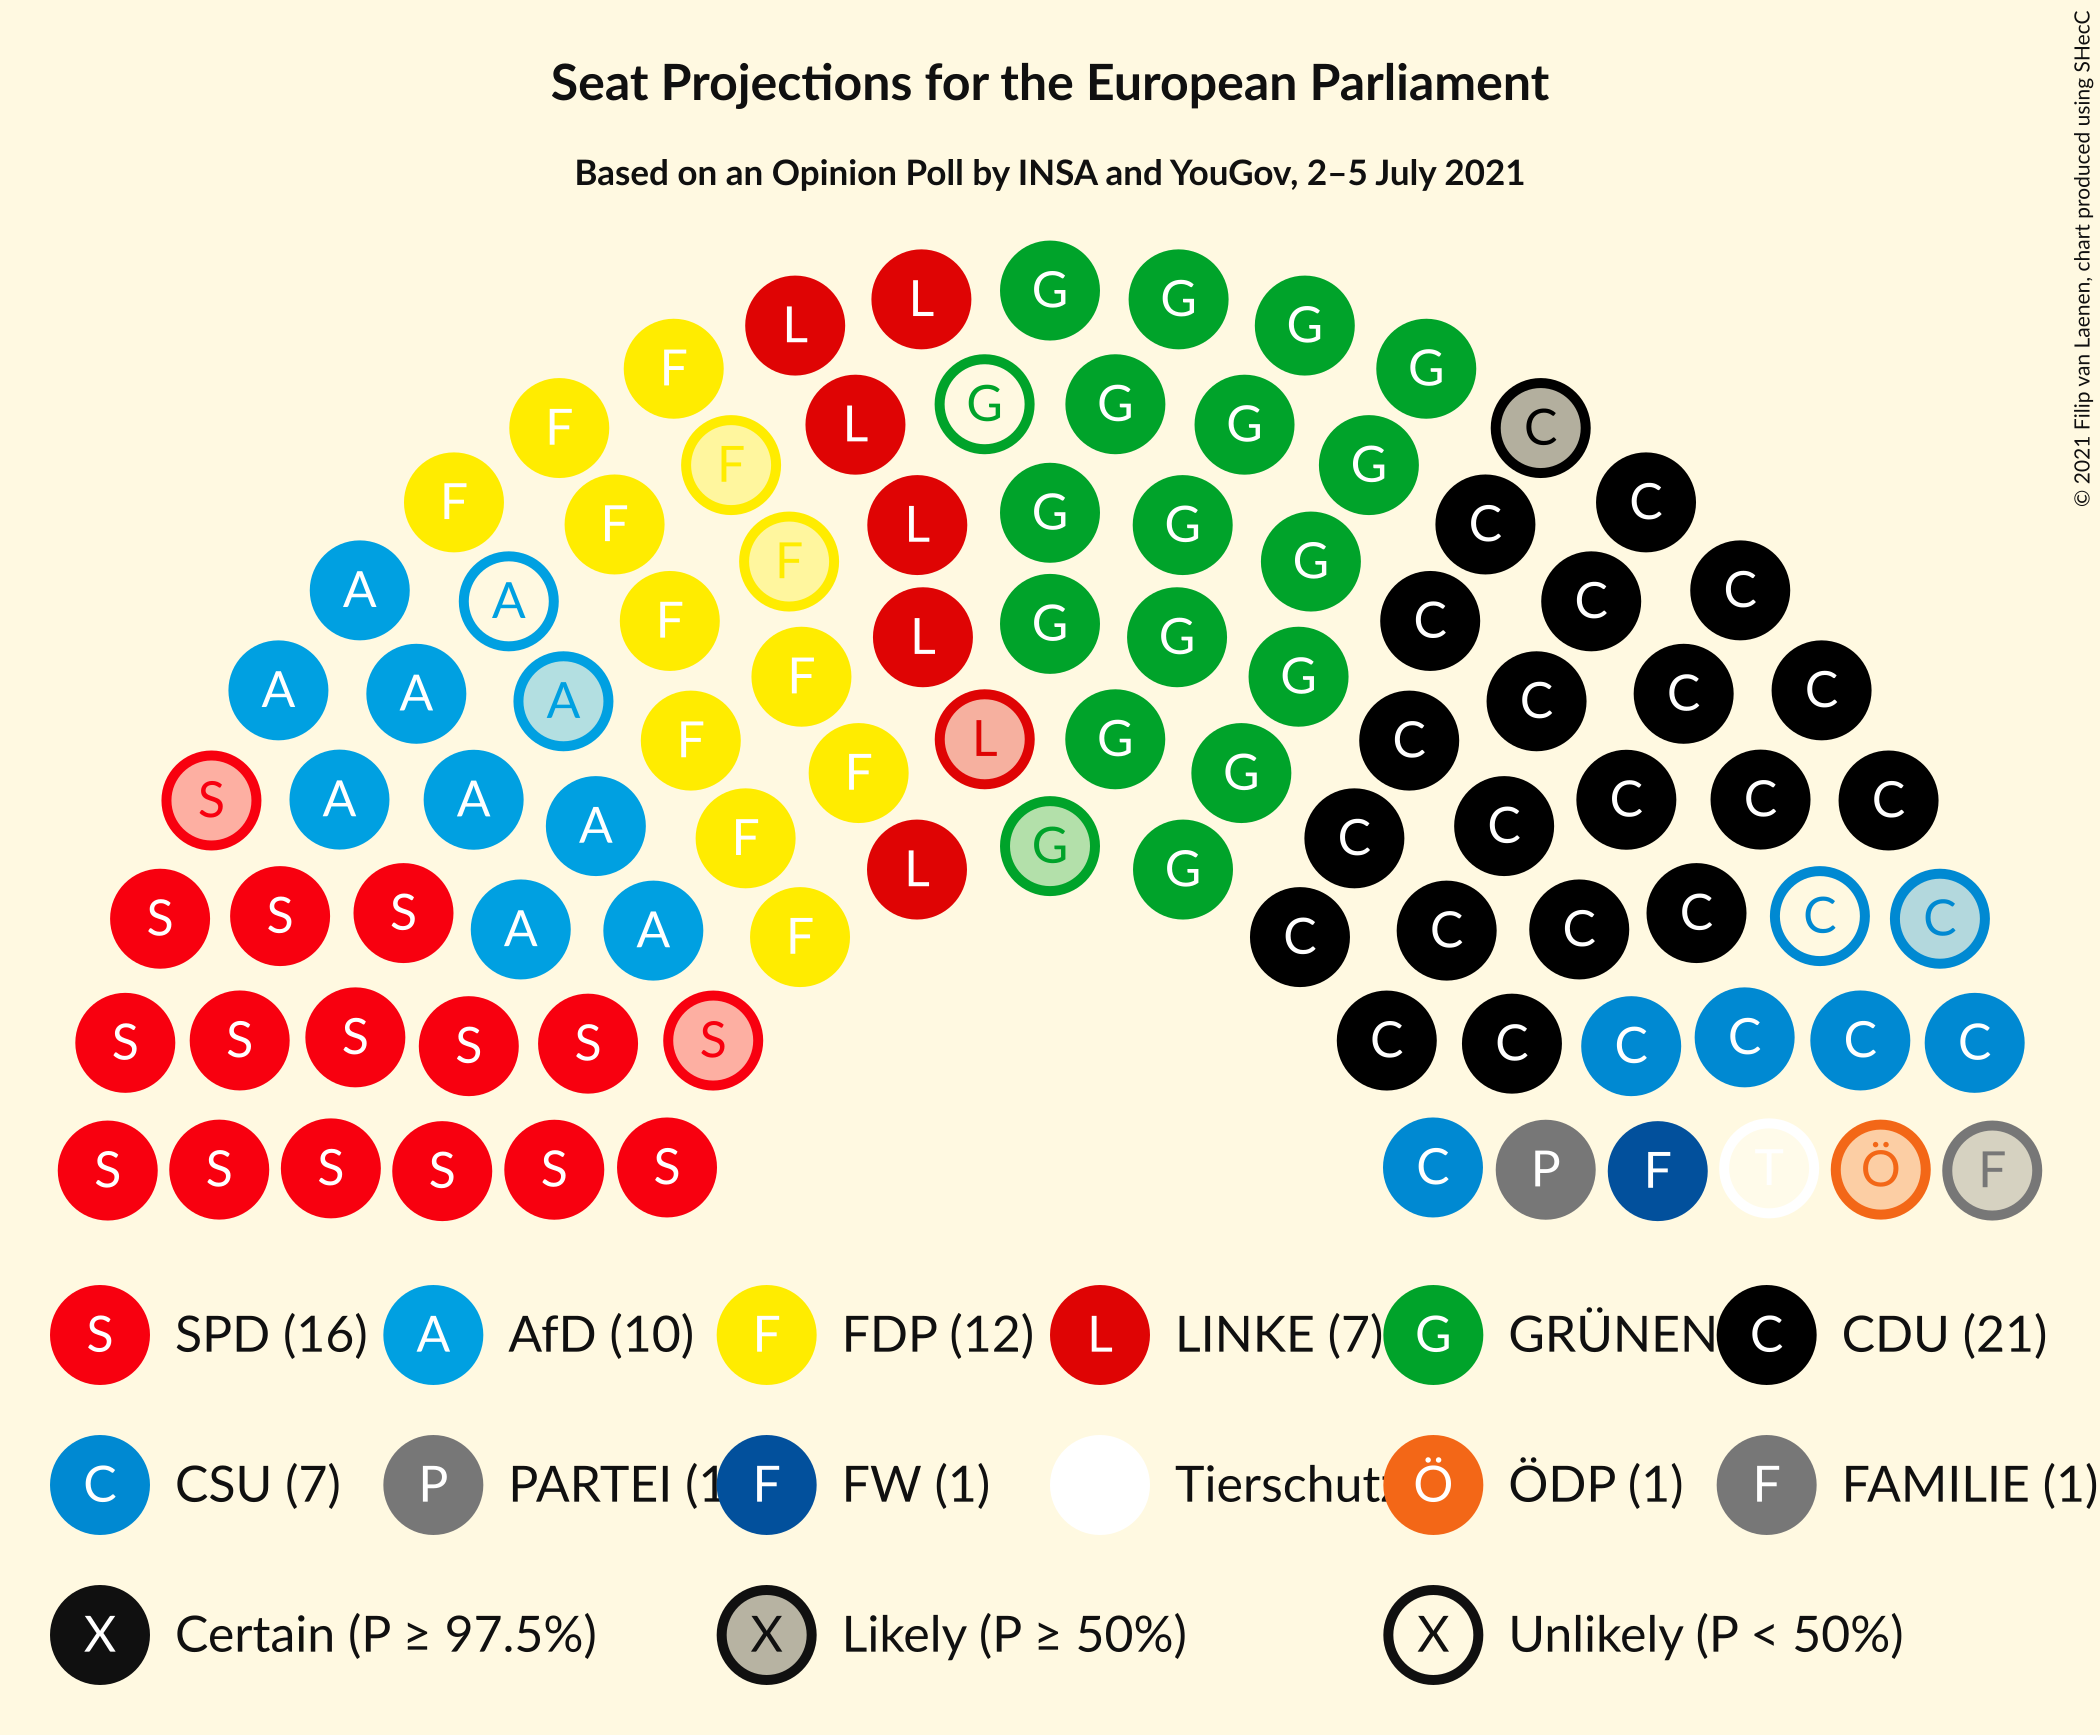 Seat Projections for the European Parliament
Based on an Opinion Poll by INSA and YouGov, 2–5 July 2021
© 2021 Filip van Laenen, chart produced using SHecC
L L G G G G
F L G G G G C
F F L G G G C C
F F F L G G G C C C
A A F F L G G C C C C
A A A F F G C C C C C
S A A A F L G G C C C C C
S S S A A F C C C C C C
S S S S S S C C C C C C
S S S S S S C P F T Ö F
S SPD (16) A AfD (10) F FDP (12) L LINKE (7) G GRÜNEN C CDU (21)
C CSU (7) P PARTEI (1 F FW (1) Tierschutz Ö ÖDP (1) F FAMILIE (1)
X Certain (P ≥ 97.5%) X Likely (P ≥ 50%) X Unlikely (P < 50%)